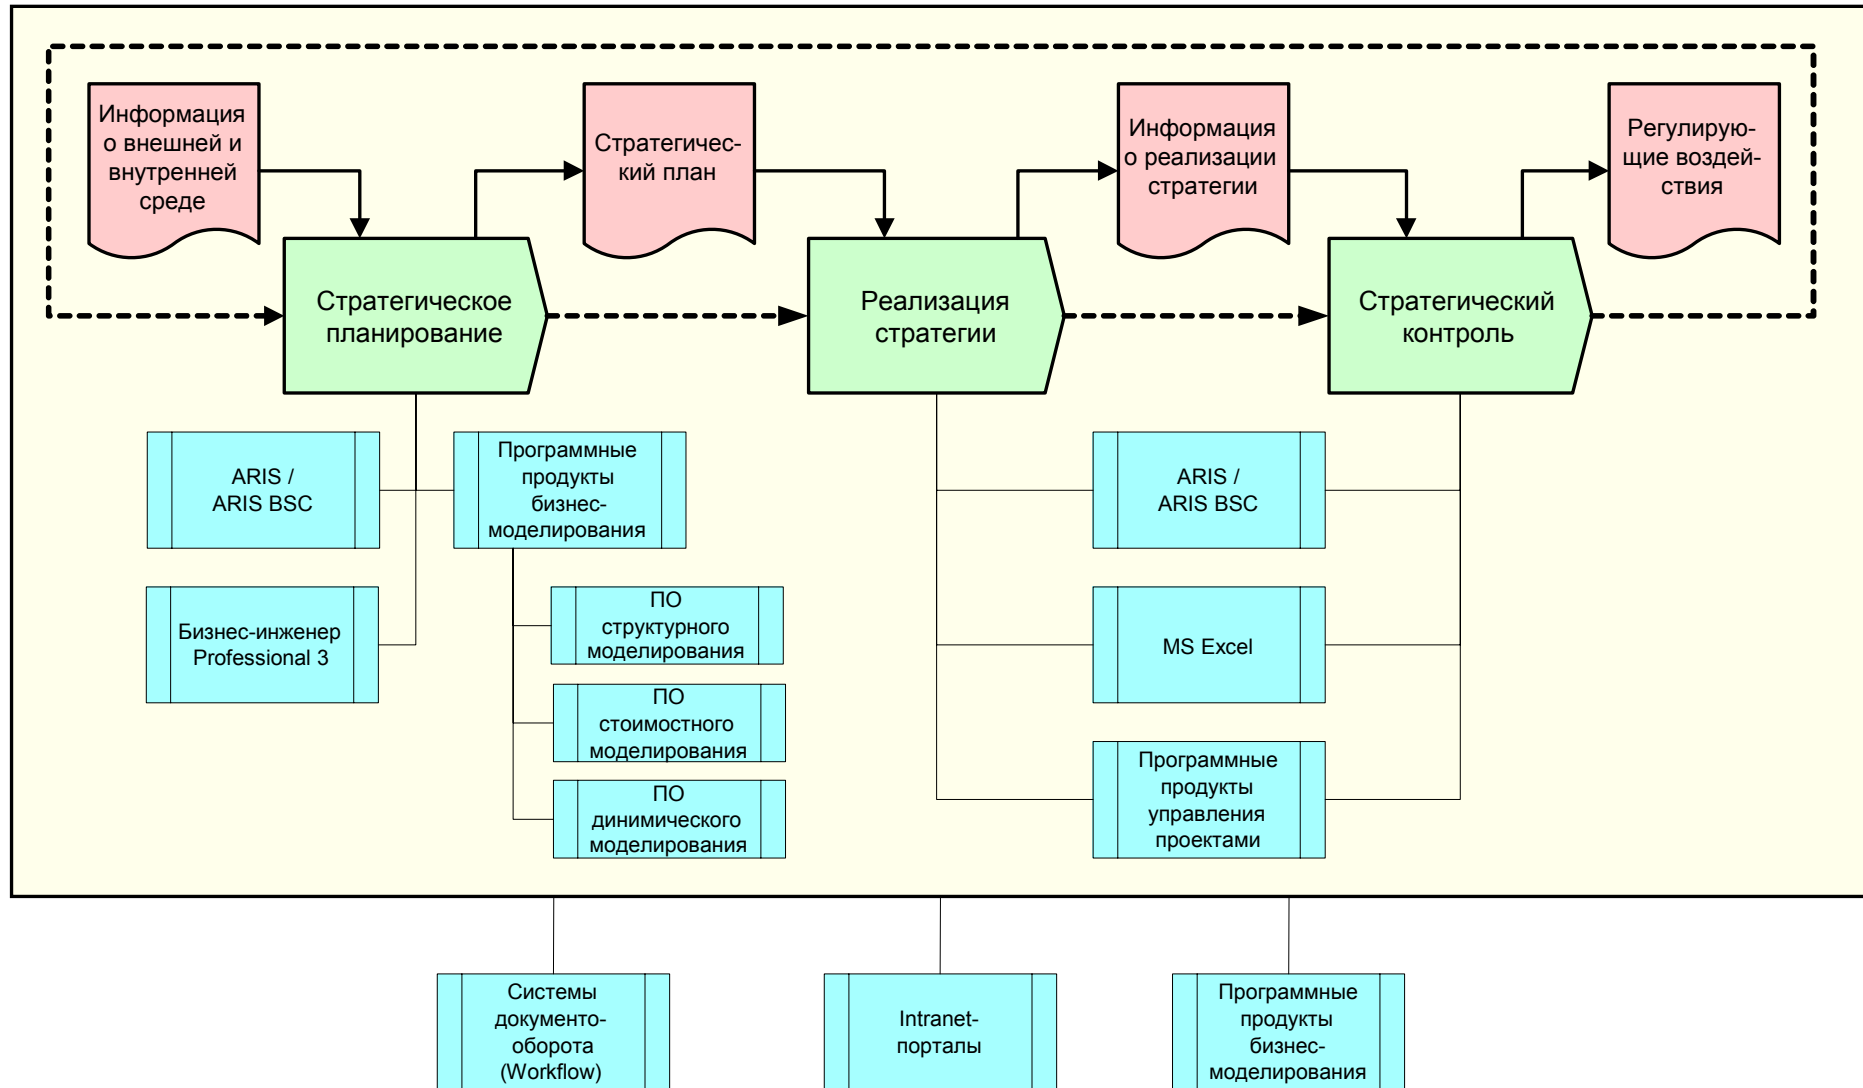 Информация
о внешней и
внутренней
среде
Стратегичес-
кий план
Информация
о реализации
стратегии
Регулирую-
щие воздей-
ствия
Стратегическое
планирование
Реализация
стратегии
Стратегический
контроль
ARIS /
ARIS BSC
Программные
продукты
бизнес-
моделирования
ARIS /
ARIS BSC
Бизнес-инженер
Professional 3
ПО
структурного
моделирования
MS Excel
ПО
стоимостного
моделирования
ПО
динимического
моделирования
Программные
продукты
управления
проектами
Системы
документо-
оборота
(Workflow)
Intranet-
порталы
Программные
продукты
бизнес-
моделирования